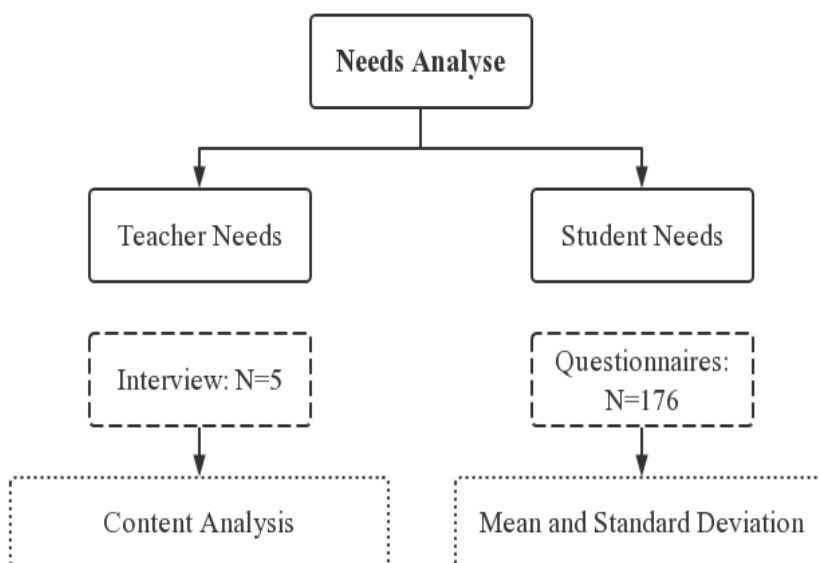 Needs Analyse
Teacher Needs
Student Needs
Interview: N=5
Questionnaires:
N=176
Content Analysis
Mean and Standard Deviation